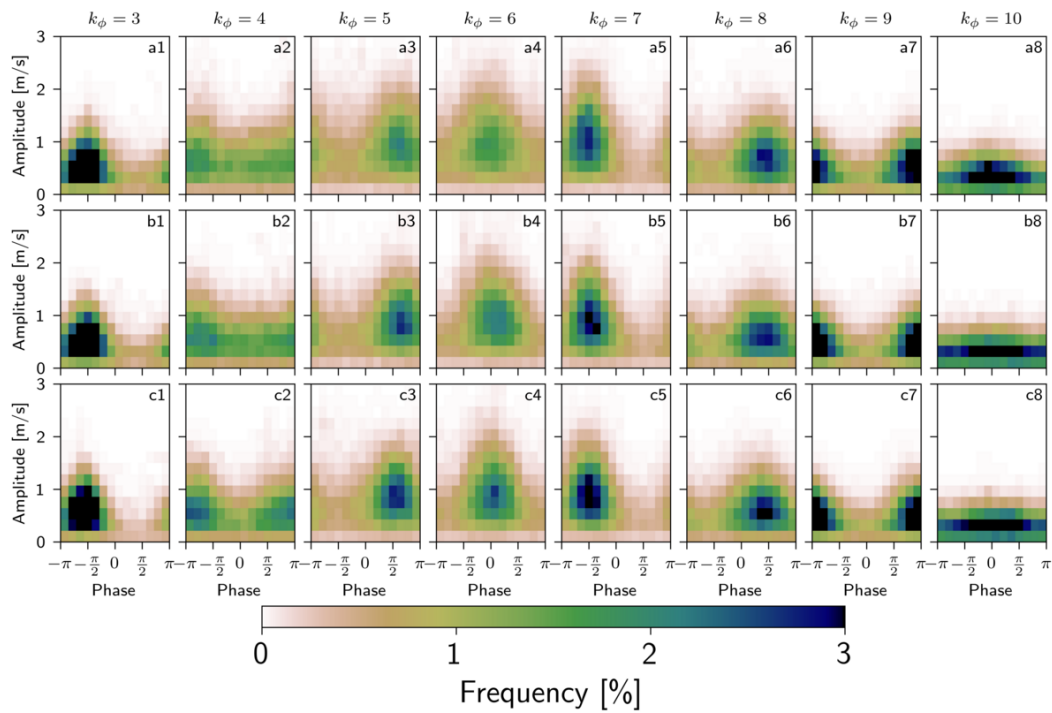 k_ϕ = 3 k_ϕ = 4 k_ϕ = 5 k_ϕ = 6 k_ϕ = 7 k_ϕ = 8 k_ϕ = 9 k_ϕ = 10
3 a1 a2 a3 a4 a5 a6 a7 a8
2
1
0
Amplitude [m/s]
3 b1 b2 b3 b4 b5 b6 b7 b8
2
1
0
Amplitude [m/s]
3 c1 c2 c3 c4 c5 c6 c7 c8
2
1
0
Amplitude [m/s]
−π −π/2 0 π/2 π −π/2 0 π/2 π −π/2 0 π/2 π −π/2 0 π/2 π −π/2 0 π/2 π −π/2 0 π/2 π −π/2 0 π/2 π −π/2 0 π/2 π
Phase Phase Phase Phase Phase Phase Phase Phase
0 1 2 3
Frequency [%]